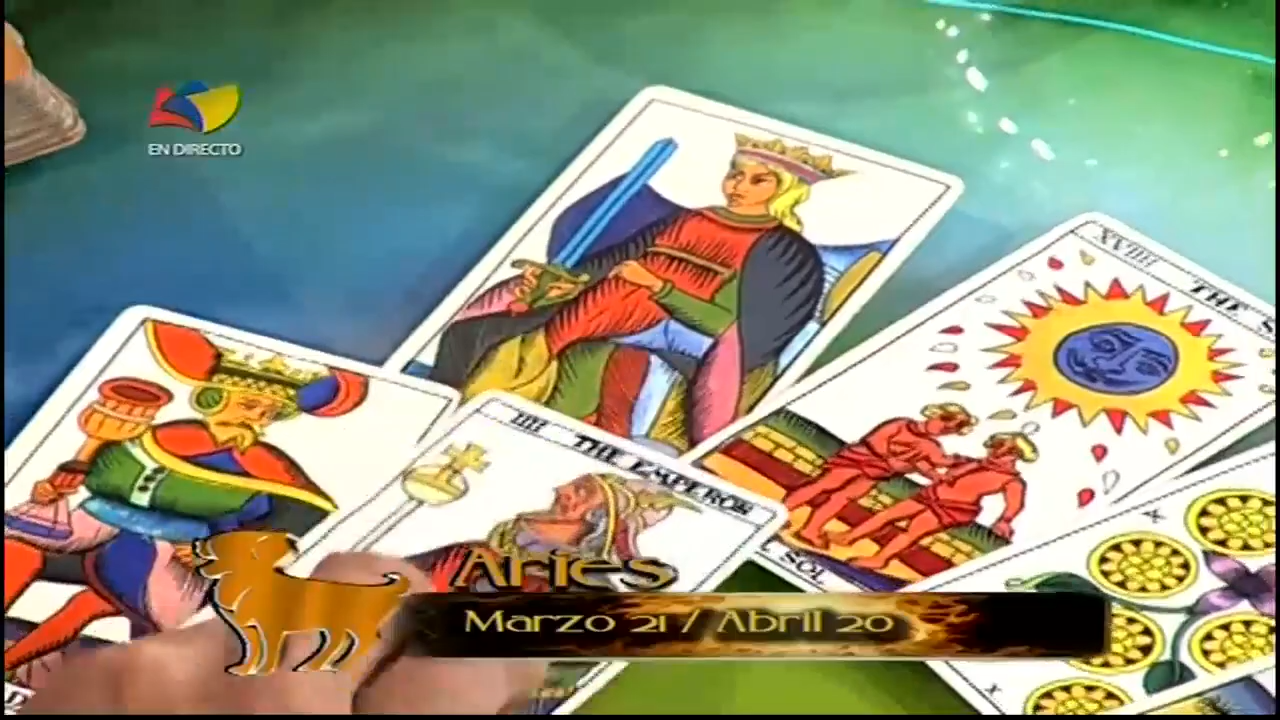 EN DIRECTO
XVIIII THE S
IIII THE EMPEROR
L SOL
X
X
Aries
Marzo 21 / Abril 20